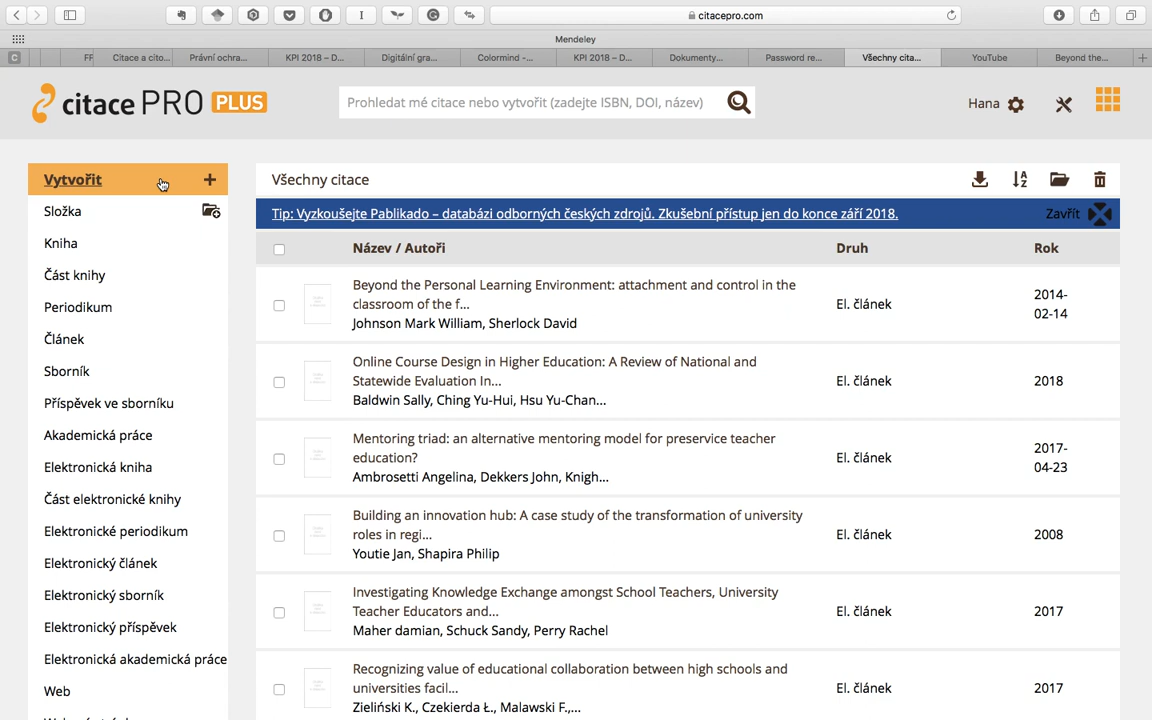 citacepro.com
Mendeley
FF
Citace a cito...
Právní ochra...
KPI 2018 – D...
Digitální gra...
Colormind -...
KPI 2018 – D...
Dokumenty...
Password re...
Všechny cita...
YouTube
Beyond the...
citace PRO PLUS
Prohledat mé citace nebo vytvořit (zadejte ISBN, DOI, název)
Hana
Vytvořit +
Složka
Kniha
Část knihy
Periodikum
Článek
Sborník
Příspěvek ve sborníku
Akademická práce
Elektronická kniha
Část elektronické knihy
Elektronické periodikum
Elektronický článek
Elektronický sborník
Elektronický příspěvek
Elektronická akademická práce
Web
Všechny citace
Tip: Vyzkoušejte Pablikado – databázi odborných českých zdrojů. Zkušební přístup jen do konce září 2018.
Zavřít
Název / Autoři Druh Rok
Beyond the Personal Learning Environment: attachment and control in the
classroom of the f...
Johnson Mark William, Sherlock David
El. článek
2014-
02-14
Online Course Design in Higher Education: A Review of National and
Statewide Evaluation In...
Baldwin Sally, Ching Yu-Hui, Hsu Yu-Chan...
El. článek
2018
Mentoring triad: an alternative mentoring model for preservice teacher
education?
Ambrosetti Angelina, Dekkers John, Knigh...
El. článek
2017-
04-23
Building an innovation hub: A case study of the transformation of university
roles in regi...
Youtie Jan, Shapira Philip
El. článek
2008
Investigating Knowledge Exchange amongst School Teachers, University
Teacher Educators and...
Maher damian, Schuck Sandy, Perry Rachel
El. článek
2017
Recognizing value of educational collaboration between high schools and
universities facil...
Zieliński K., Czekierda Ł., Malawski F.,...
El. článek
2017